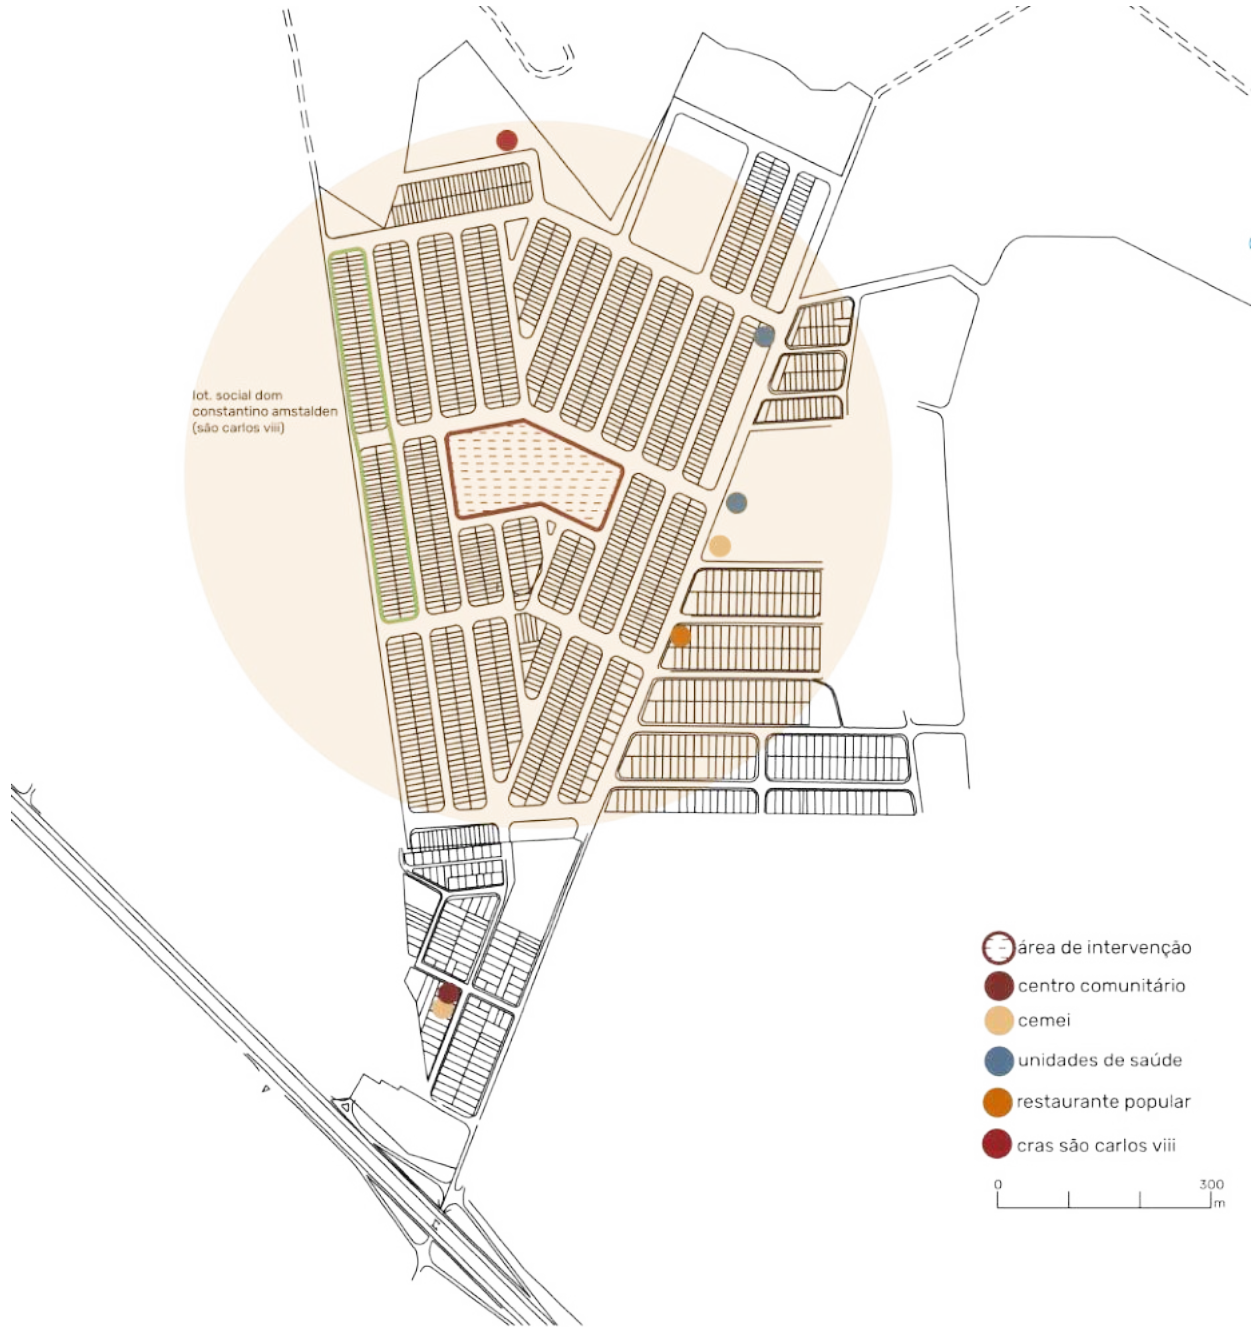 lot. social dom
constantino amstalden
(são carlos viii)
área de intervenção
centro comunitário
cemei
unidades de saúde
restaurante popular
cras são carlos viii
0 300
m